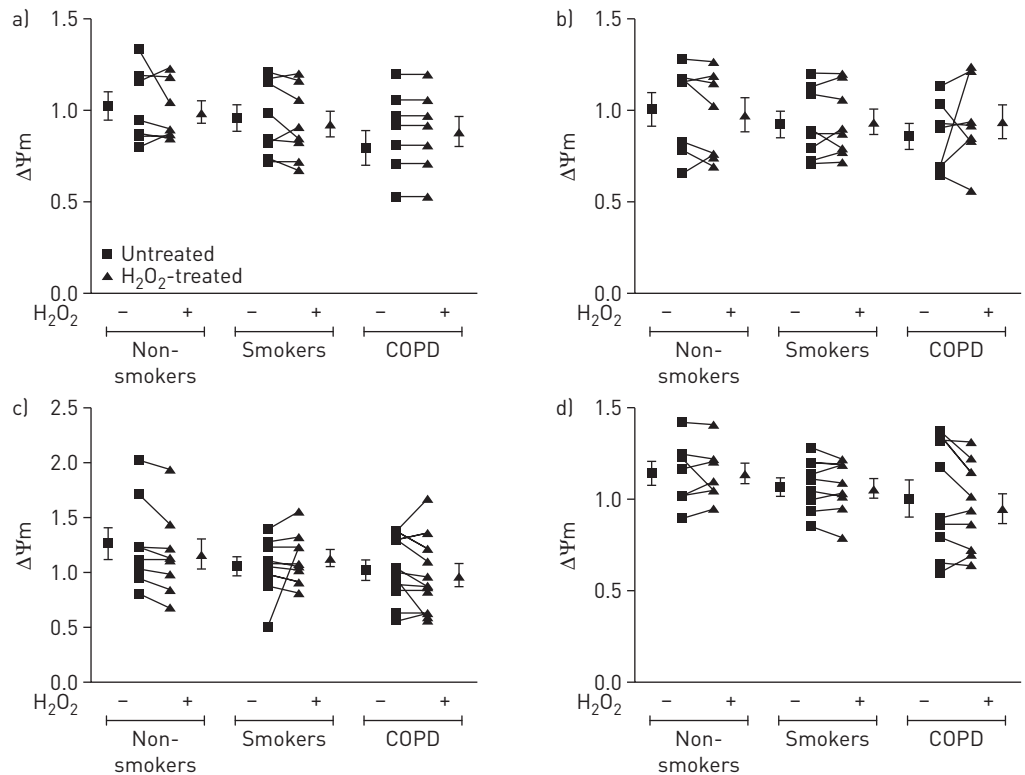 a)
1.5
1.0
0.5
0.0
ΔΨm
■ Untreated
▲ H₂O₂-treated
H₂O₂ – + – + – +
Non-smokers Smokers COPD
b)
1.5
1.0
0.5
0.0
ΔΨm
H₂O₂ – + – + – +
Non-smokers Smokers COPD
c)
2.5
2.0
1.5
1.0
0.5
0.0
ΔΨm
H₂O₂ – + – + – +
Non-smokers Smokers COPD
d)
1.5
1.0
0.5
0.0
ΔΨm
H₂O₂ – + – + – +
Non-smokers Smokers COPD